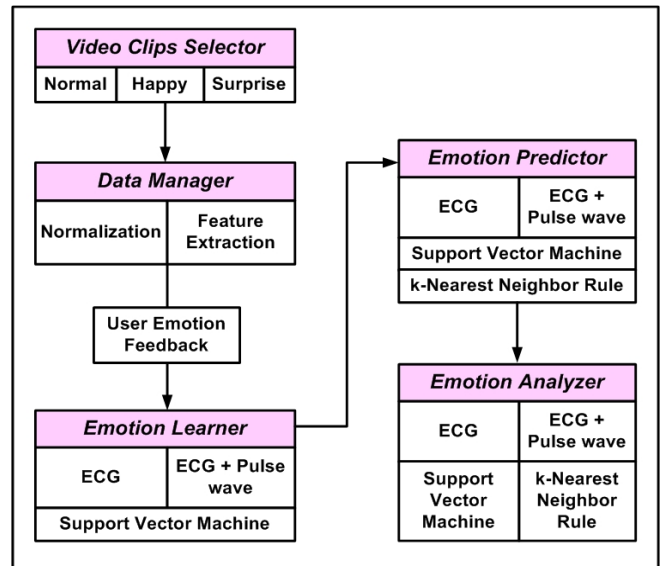 Video Clips Selector
Normal Happy Surprise
Data Manager
Normalization
Feature
Extraction
User Emotion
Feedback
Emotion Learner
ECG
ECG + Pulse
wave
Support Vector Machine
Emotion Predictor
ECG
ECG +
Pulse wave
Support Vector Machine
k-Nearest Neighbor Rule
Emotion Analyzer
ECG
ECG +
Pulse wave
Support
Vector
Machine
k-Nearest
Neighbor
Rule